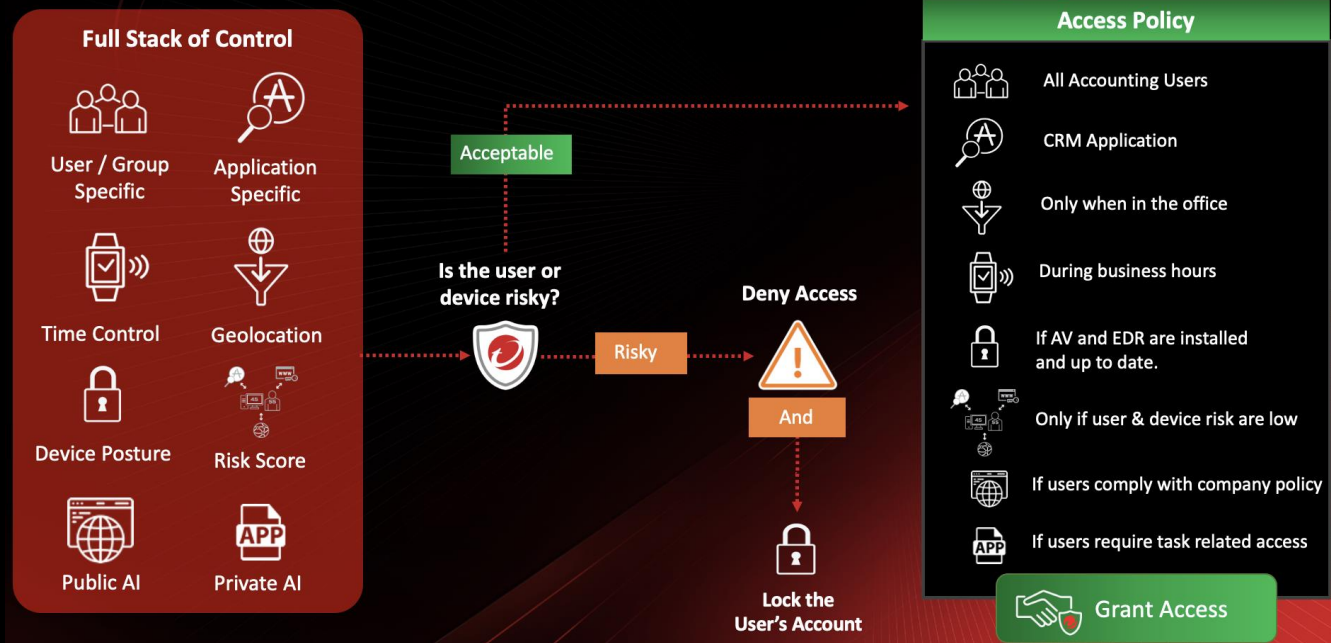 Full Stack of Control
User / Group
Specific
Application
Specific
Time Control
Geolocation
Device Posture
Risk Score
Public AI
APP
Private AI
Acceptable
Is the user or
device risky?
Risky
Deny Access
And
Lock the
User's Account
Access Policy
All Accounting Users
CRM Application
Only when in the office
During business hours
If AV and EDR are installed
and up to date.
Only if user & device risk are low
If users comply with company policy
APP
If users require task related access
Grant Access